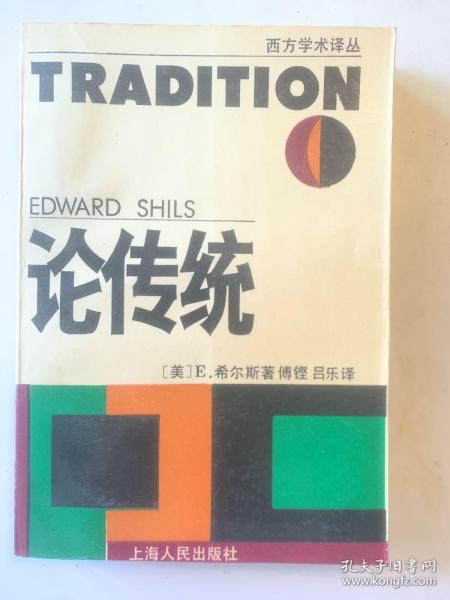 西方学术译丛
TRADITION
EDWARD SHILS
论传统
[美]E.希尔斯著 傅铿 吕乐译
上海人民出版社
孔夫子旧书网
www.kongfz.com